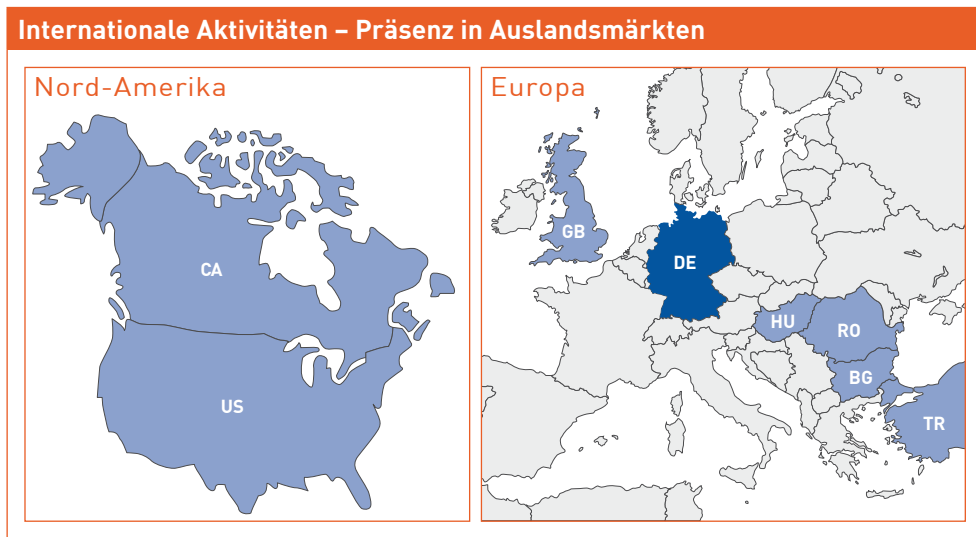 Internationale Aktivitäten – Präsenz in Auslandsmärkten
Nord-Amerika
CA
US
Europa
GB
DE
HU
RO
BG
TR